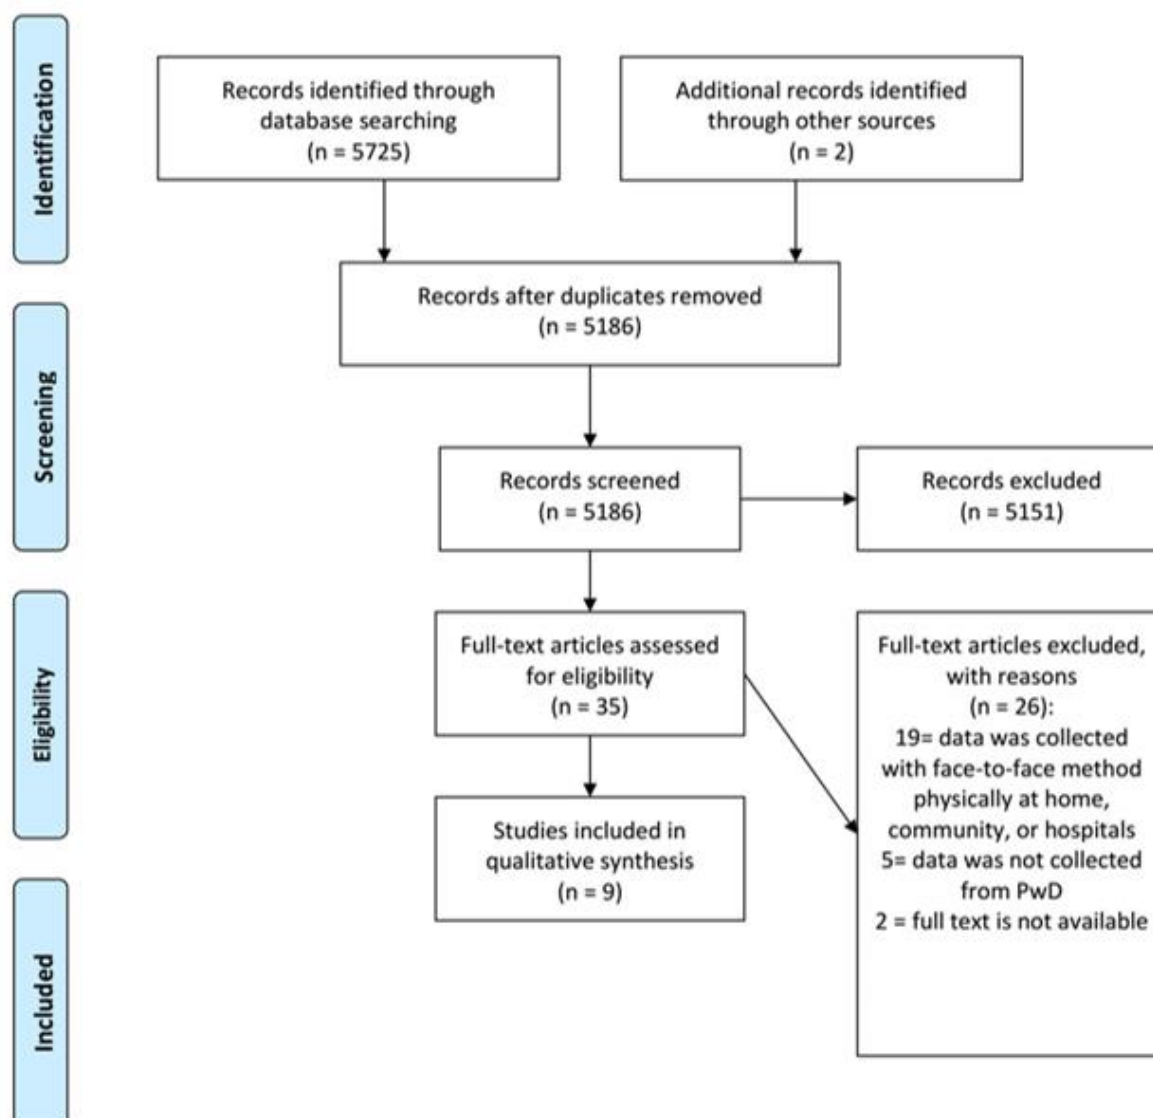 Identification
Records identified through
database searching
(n = 5725)
Additional records identified
through other sources
(n = 2)
Records after duplicates removed
(n = 5186)
Screening
Records screened
(n = 5186)
Records excluded
(n = 5151)
Eligibility
Full-text articles assessed
for eligibility
(n = 35)
Full-text articles excluded,
with reasons
(n = 26):
19= data was collected
with face-to-face method
physically at home,
community, or hospitals
5= data was not collected
from PwD
2 = full text is not available
Studies included in
qualitative synthesis
(n = 9)
Included